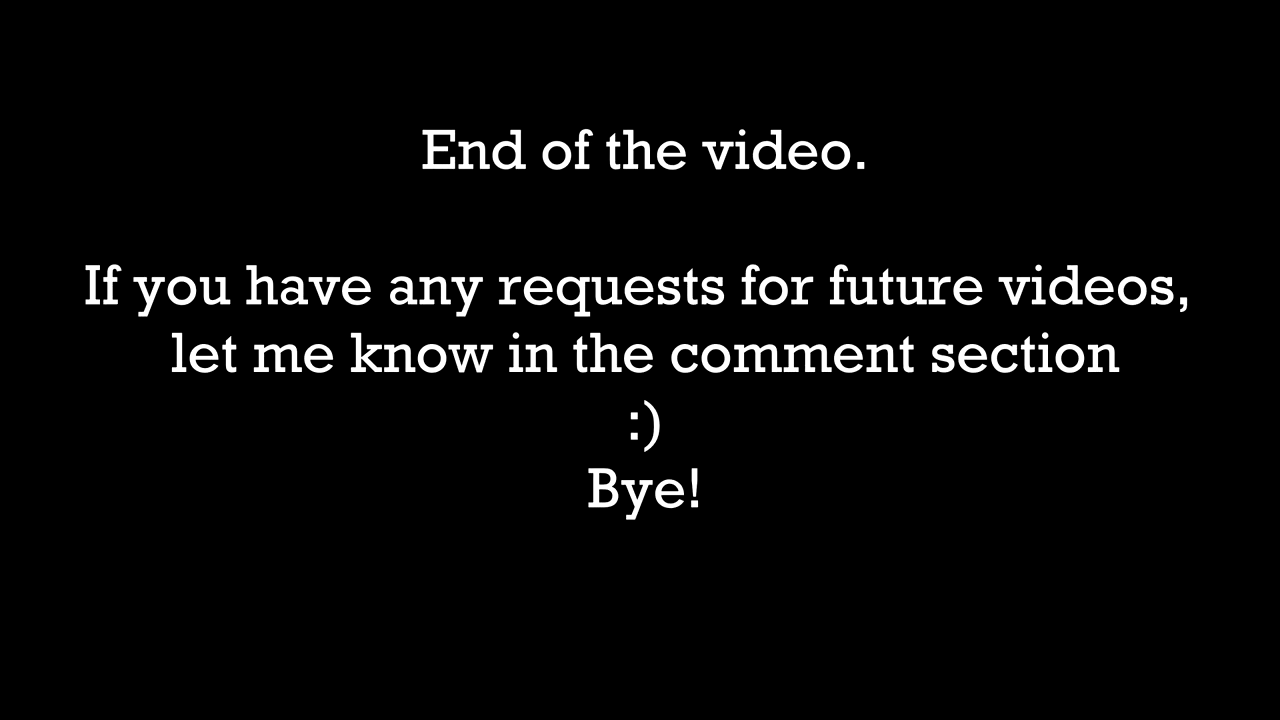 End of the video.
If you have any requests for future videos,
let me know in the comment section
:)
Bye!